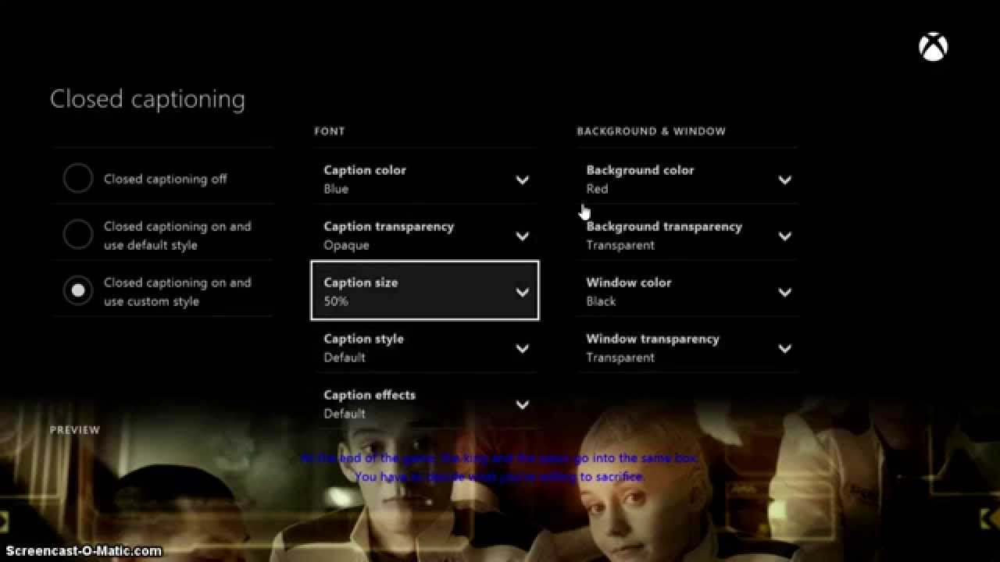 Closed captioning
Closed captioning off
Closed captioning on and
use default style
Closed captioning on and
use custom style
FONT
Caption color
Blue
Caption transparency
Opaque
Caption size
50%
Caption style
Default
Caption effects
Default
BACKGROUND & WINDOW
Background color
Red
Background transparency
Transparent
Window color
Black
Window transparency
Transparent
PREVIEW
At the end of the game, the king and the pawn go into the same box.
You have to decide what you're willing to sacrifice.
Screencast-O-Matic.com